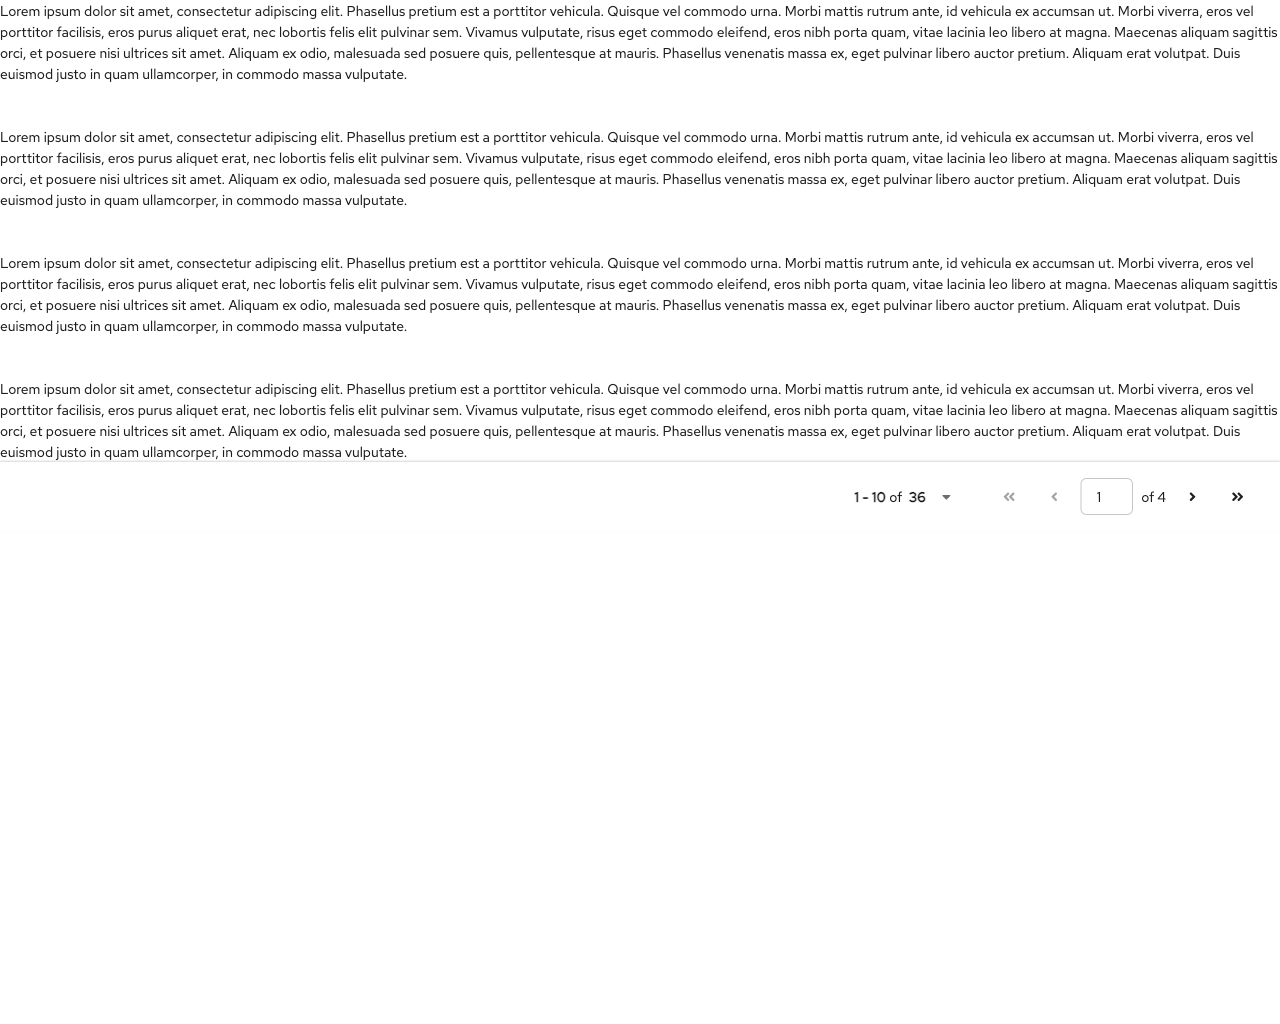 Lorem ipsum dolor sit amet, consectetur adipiscing elit. Phasellus pretium est a porttitor vehicula. Quisque vel commodo urna. Morbi mattis rutrum ante, id vehicula ex accumsan ut. Morbi viverra, eros vel
porttitor facilisis, eros purus aliquet erat, nec lobortis felis elit pulvinar sem. Vivamus vulputate, risus eget commodo eleifend, eros nibh porta quam, vitae lacinia leo libero at magna. Maecenas aliquam sagittis
orci, et posuere nisi ultrices sit amet. Aliquam ex odio, malesuada sed posuere quis, pellentesque at mauris. Phasellus venenatis massa ex, eget pulvinar libero auctor pretium. Aliquam erat volutpat. Duis
euismod justo in quam ullamcorper, in commodo massa vulputate.
Lorem ipsum dolor sit amet, consectetur adipiscing elit. Phasellus pretium est a porttitor vehicula. Quisque vel commodo urna. Morbi mattis rutrum ante, id vehicula ex accumsan ut. Morbi viverra, eros vel
porttitor facilisis, eros purus aliquet erat, nec lobortis felis elit pulvinar sem. Vivamus vulputate, risus eget commodo eleifend, eros nibh porta quam, vitae lacinia leo libero at magna. Maecenas aliquam sagittis
orci, et posuere nisi ultrices sit amet. Aliquam ex odio, malesuada sed posuere quis, pellentesque at mauris. Phasellus venenatis massa ex, eget pulvinar libero auctor pretium. Aliquam erat volutpat. Duis
euismod justo in quam ullamcorper, in commodo massa vulputate.
Lorem ipsum dolor sit amet, consectetur adipiscing elit. Phasellus pretium est a porttitor vehicula. Quisque vel commodo urna. Morbi mattis rutrum ante, id vehicula ex accumsan ut. Morbi viverra, eros vel
porttitor facilisis, eros purus aliquet erat, nec lobortis felis elit pulvinar sem. Vivamus vulputate, risus eget commodo eleifend, eros nibh porta quam, vitae lacinia leo libero at magna. Maecenas aliquam sagittis
orci, et posuere nisi ultrices sit amet. Aliquam ex odio, malesuada sed posuere quis, pellentesque at mauris. Phasellus venenatis massa ex, eget pulvinar libero auctor pretium. Aliquam erat volutpat. Duis
euismod justo in quam ullamcorper, in commodo massa vulputate.
Lorem ipsum dolor sit amet, consectetur adipiscing elit. Phasellus pretium est a porttitor vehicula. Quisque vel commodo urna. Morbi mattis rutrum ante, id vehicula ex accumsan ut. Morbi viverra, eros vel
porttitor facilisis, eros purus aliquet erat, nec lobortis felis elit pulvinar sem. Vivamus vulputate, risus eget commodo eleifend, eros nibh porta quam, vitae lacinia leo libero at magna. Maecenas aliquam sagittis
orci, et posuere nisi ultrices sit amet. Aliquam ex odio, malesuada sed posuere quis, pellentesque at mauris. Phasellus venenatis massa ex, eget pulvinar libero auctor pretium. Aliquam erat volutpat. Duis
euismod justo in quam ullamcorper, in commodo massa vulputate.
1 - 10 of 36 1 of 4